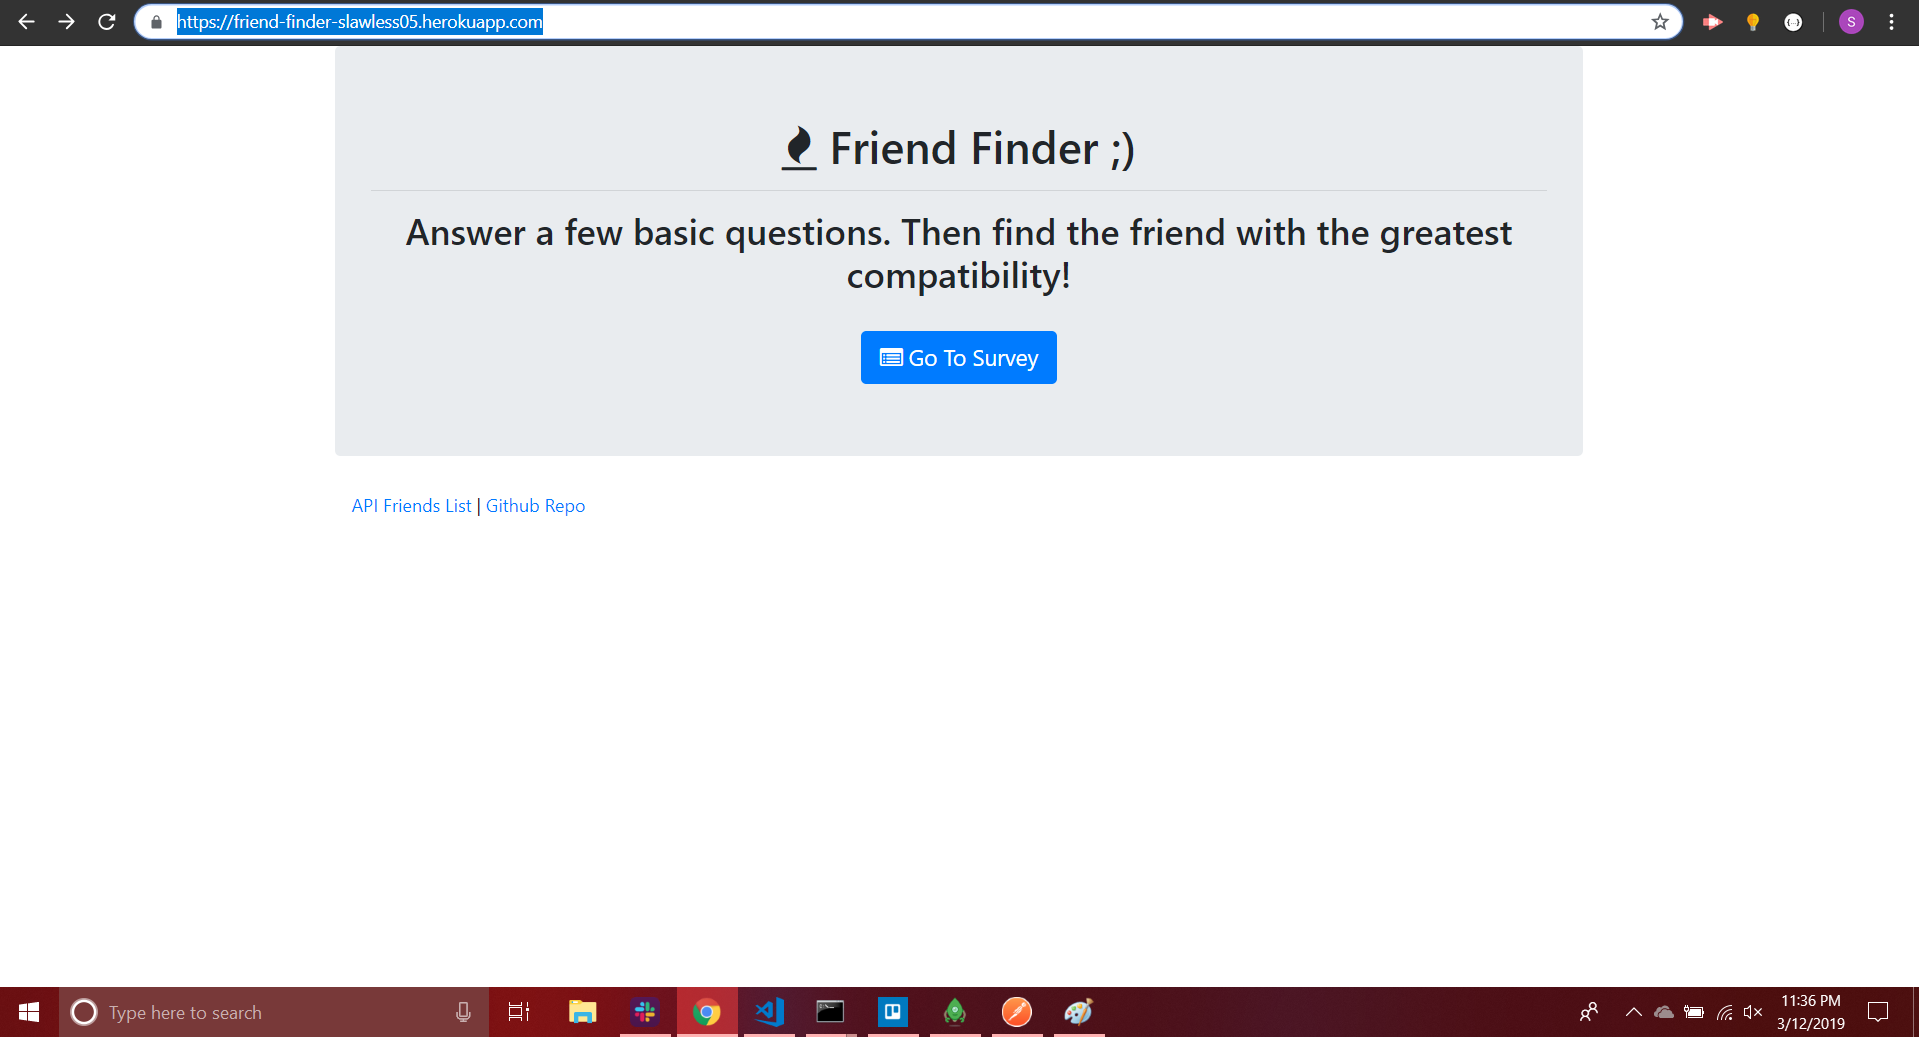 https://friend-finder-slawless05.herokuapp.com
S
Friend Finder ;)
Answer a few basic questions. Then find the friend with the greatest
compatibility!
Go To Survey
API Friends List | Github Repo
Type here to search
11:36 PM
3/12/2019